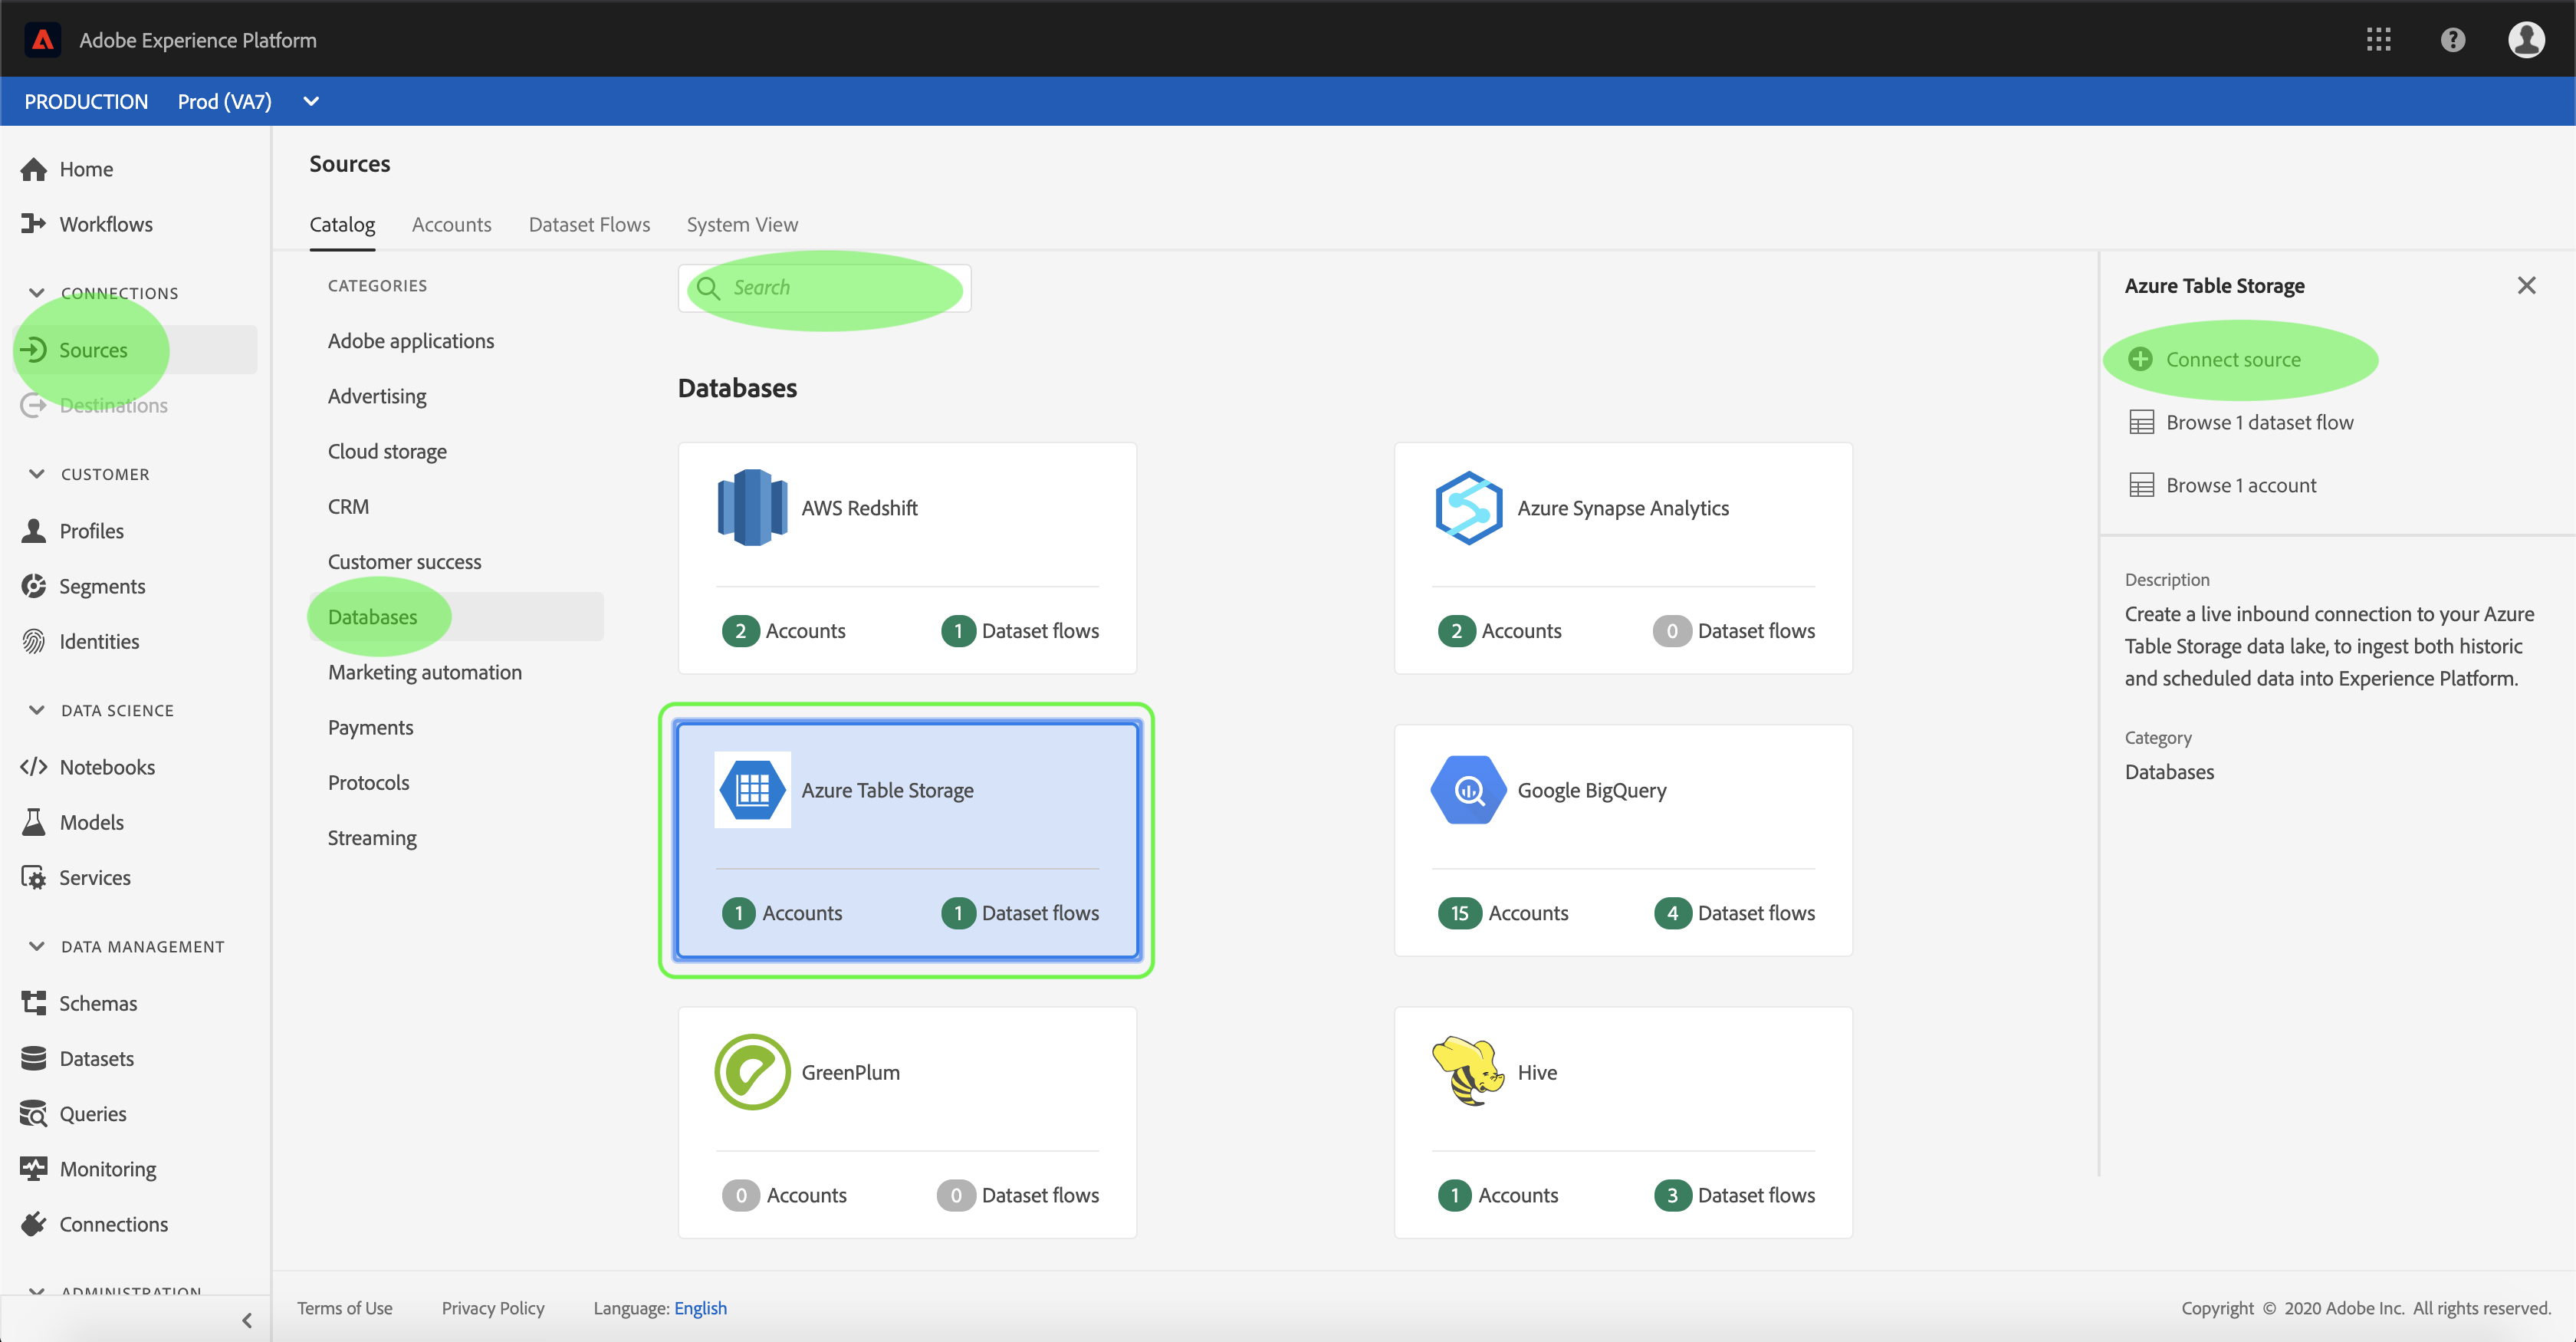 Adobe Experience Platform
PRODUCTION Prod (VA7)
Home
Workflows
CONNECTIONS
Sources
Destinations
CUSTOMER
Profiles
Segments
Identities
DATA SCIENCE
Notebooks
Models
Services
DATA MANAGEMENT
Schemas
Datasets
Queries
Monitoring
Connections
ADMINISTRATION
Sources
Catalog Accounts Dataset Flows System View
CATEGORIES
Adobe applications
Advertising
Cloud storage
CRM
Customer success
Databases
Marketing automation
Payments
Protocols
Streaming
Search
Databases
AWS Redshift
2 Accounts 1 Dataset flows
Azure Synapse Analytics
2 Accounts 0 Dataset flows
Azure Table Storage
1 Accounts 1 Dataset flows
Google BigQuery
15 Accounts 4 Dataset flows
GreenPlum
0 Accounts 0 Dataset flows
Hive
1 Accounts 3 Dataset flows
Azure Table Storage
Connect source
Browse 1 dataset flow
Browse 1 account
Description
Create a live inbound connection to your Azure
Table Storage data lake, to ingest both historic
and scheduled data into Experience Platform.
Category
Databases
Terms of Use Privacy Policy Language: English
Copyright © 2020 Adobe Inc. All rights reserved.